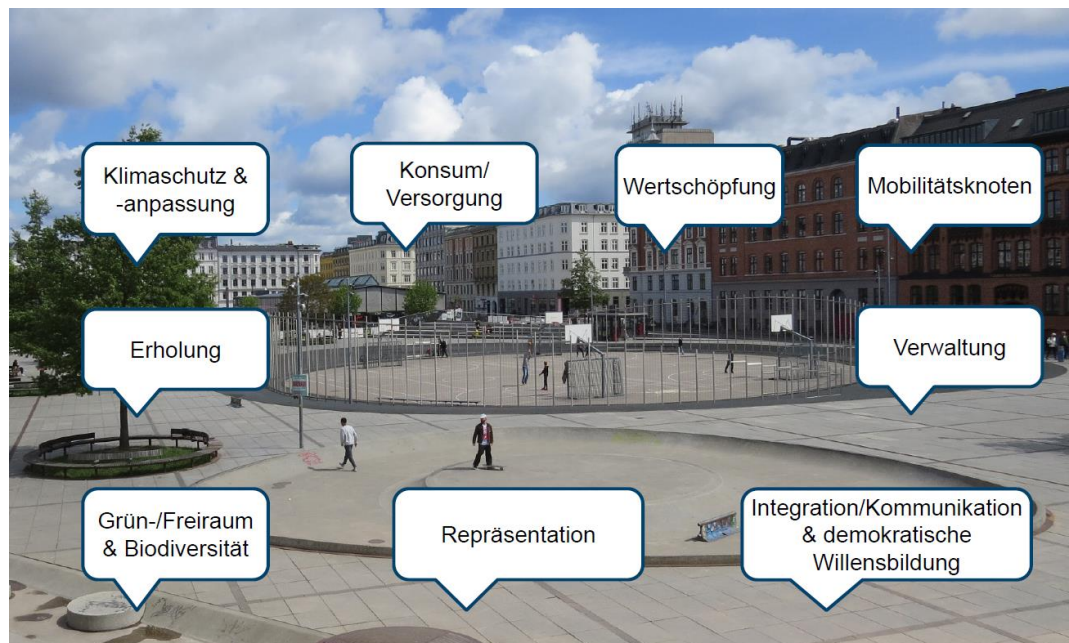 Klimaschutz &
-anpassung
Konsum/
Versorgung
Wertschöpfung
Mobilitätsknoten
Erholung
Verwaltung
Grün-/Freiraum
& Biodiversität
Repräsentation
Integration/Kommunikation
& demokratische
Willensbildung